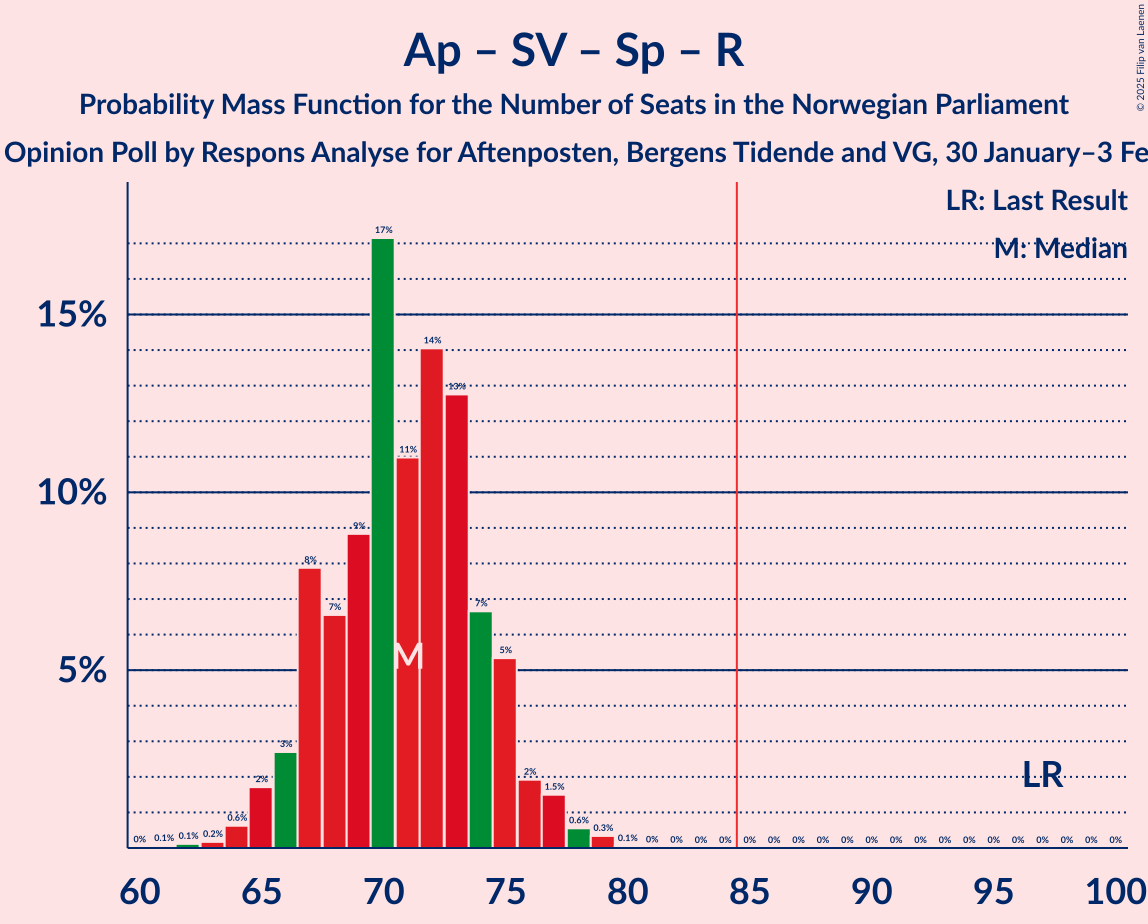 Ap – SV – Sp – R
Probability Mass Function for the Number of Seats in the Norwegian Parliament
Opinion Poll by Respons Analyse for Aftenposten, Bergens Tidende and VG, 30 January–3 Fe
© 2025 Filip van Laenen
LR: Last Result
M: Median
15%
10%
5%
0% 0.1% 0.1% 0.2% 0.6% 2% 3% 8% 7% 9% 17% 11% 14% 13% 7% 5% 2% 1.5% 0.6% 0.3% 0.1% 0% 0% 0% 0% 0% 0% 0% 0% 0% 0% 0% 0% 0% 0% 0% 0% 0% 0% 0% 0%
M
LR
60 65 70 75 80 85 90 95 100